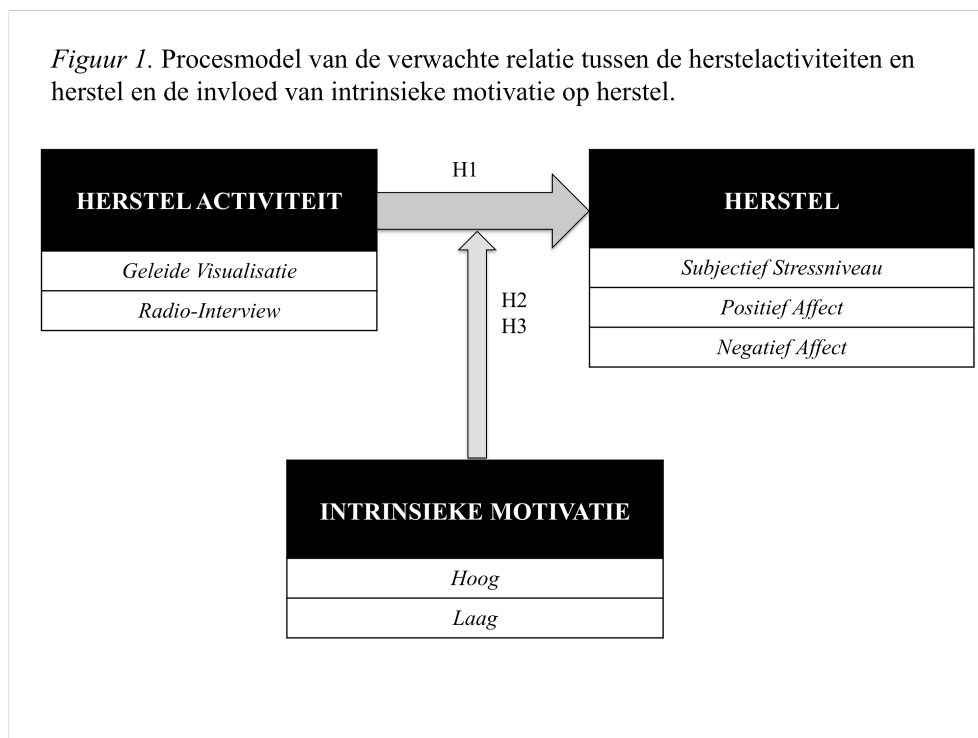 Figuur 1. Procesmodel van de verwachte relatie tussen de herstelactiviteiten en
herstel en de invloed van intrinsieke motivatie op herstel.
HERSTEL ACTIVITEIT
Geleide Visualisatie
Radio-Interview
H1
HERSTEL
Subjectief Stressniveau
Positief Affect
Negatief Affect
H2
H3
INTRINSIEKE MOTIVATIE
Hoog
Laag